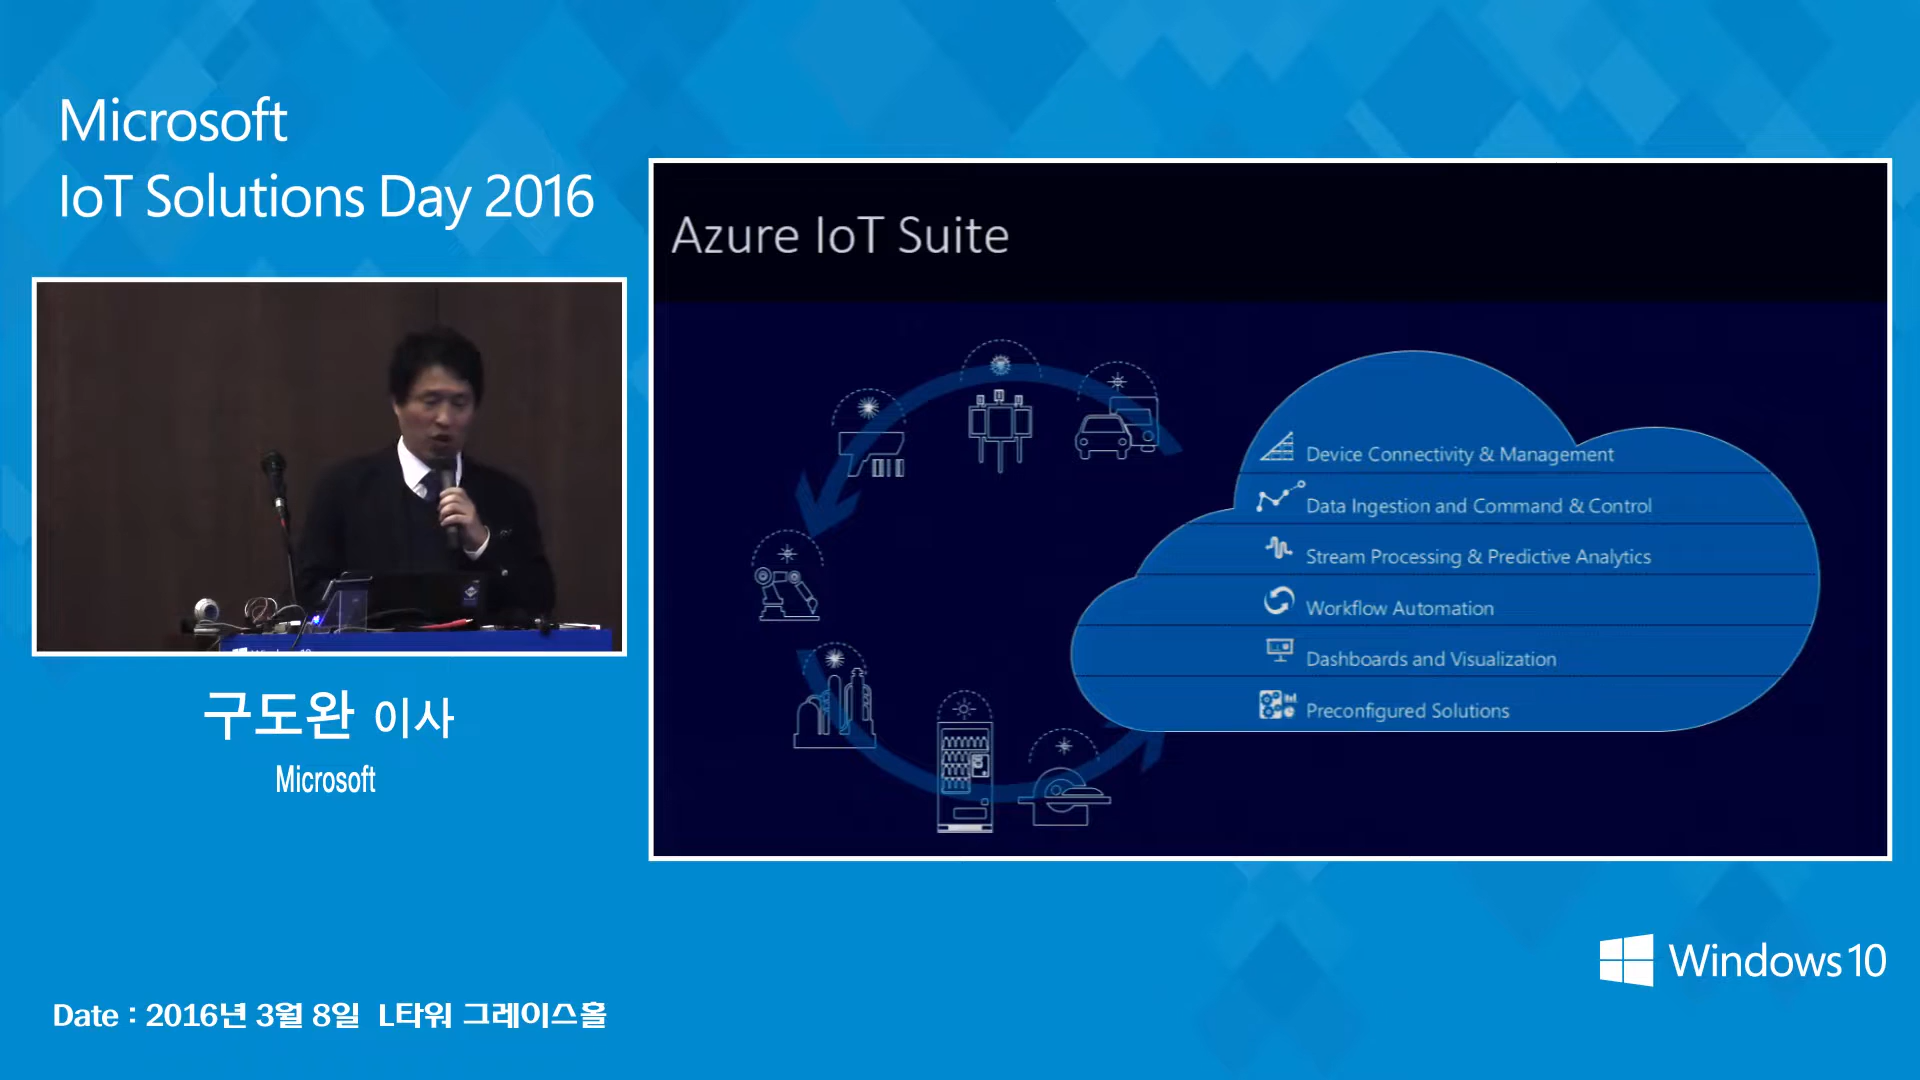 Microsoft
IoT Solutions Day 2016
Azure IoT Suite
Device Connectivity & Management
Data Ingestion and Command & Control
Stream Processing & Predictive Analytics
Workflow Automation
Dashboards and Visualization
Preconfigured Solutions
구도완 이사
Microsoft
Windows 10
Date : 2016년 3월 8일 L타워 그레이스홀